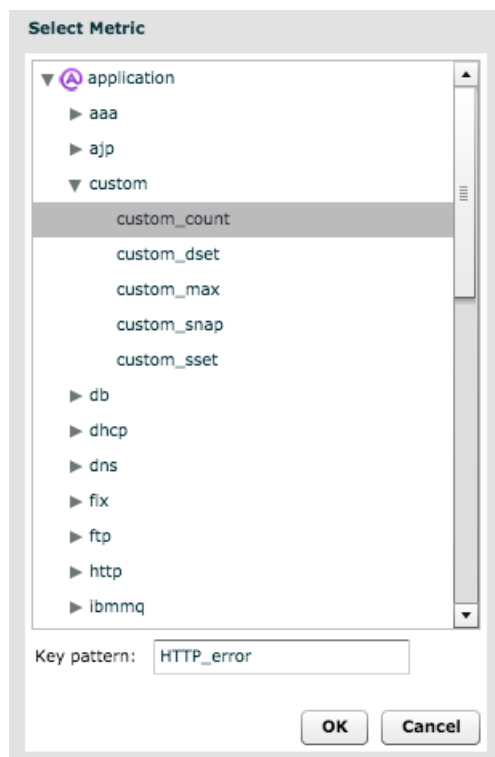 Select Metric
application
aaa
ajp
custom
custom_count
custom_dset
custom_max
custom_snap
custom_sset
db
dhcp
dns
fix
ftp
http
ibmmq
Key pattern: HTTP_error
OK Cancel